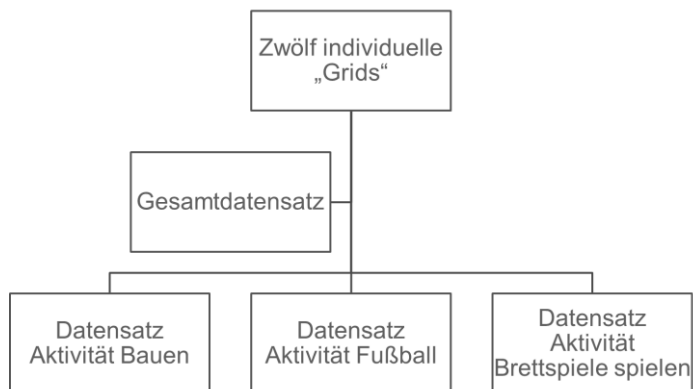 Zwölf individuelle
„Grids“
Gesamtdatensatz
Datensatz
Aktivität Bauen
Datensatz
Aktivität Fußball
Datensatz
Aktivität
Brettspiele spielen